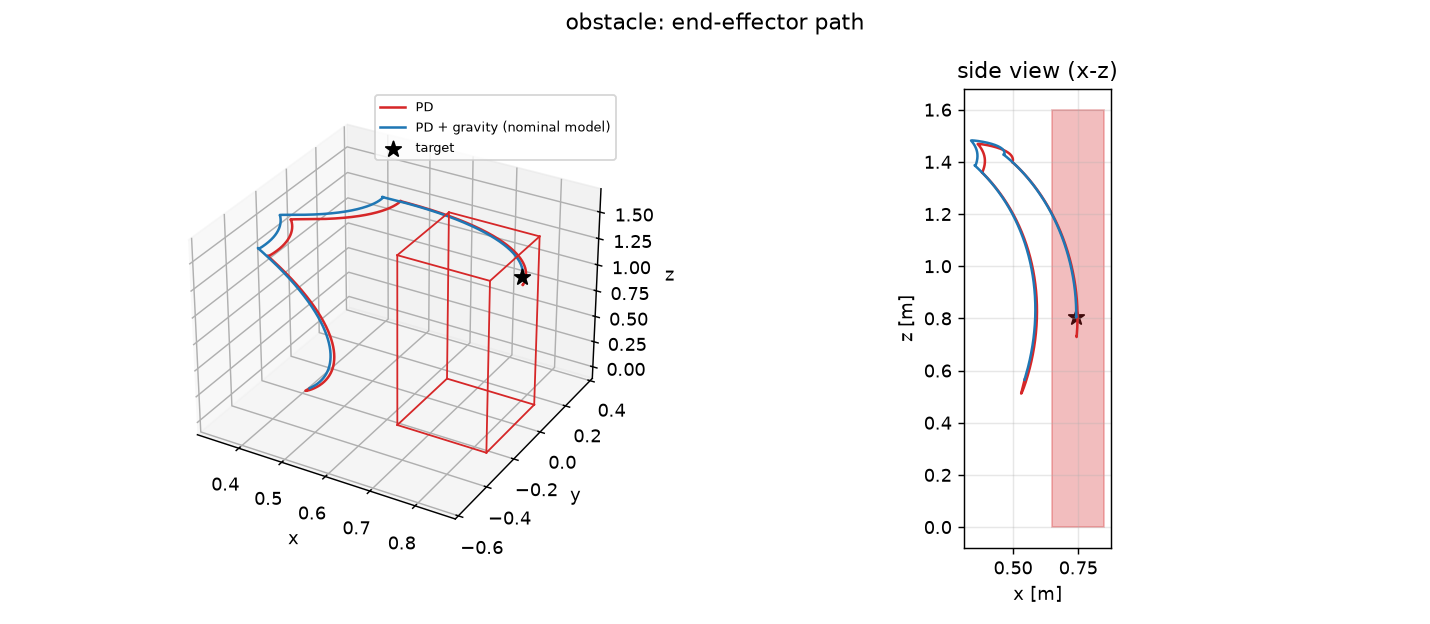 obstacle: end-effector path
PD
PD + gravity (nominal model)
target
1.50
1.25
1.00
0.75
0.50
0.25
0.00
z
0.4
0.2
0.0
−0.2
−0.4
−0.6
y
0.4
0.5
0.6
0.7
0.8
x
side view (x-z)
1.6
1.4
1.2
1.0
0.8
0.6
0.4
0.2
0.0
z [m]
0.50
0.75
x [m]